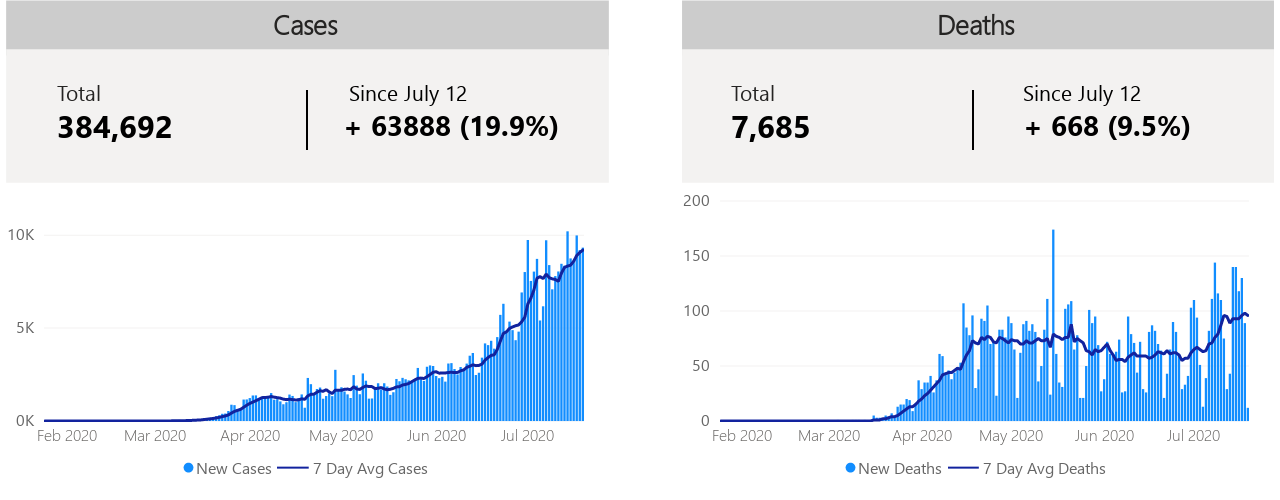 Cases
Total
384,692
Since July 12
+ 63888 (19.9%)
10K
5K
0K
Feb 2020 Mar 2020 Apr 2020 May 2020 Jun 2020 Jul 2020
New Cases 7 Day Avg Cases
Deaths
Total
7,685
Since July 12
+ 668 (9.5%)
200
150
100
50
0
Feb 2020 Mar 2020 Apr 2020 May 2020 Jun 2020 Jul 2020
New Deaths 7 Day Avg Deaths